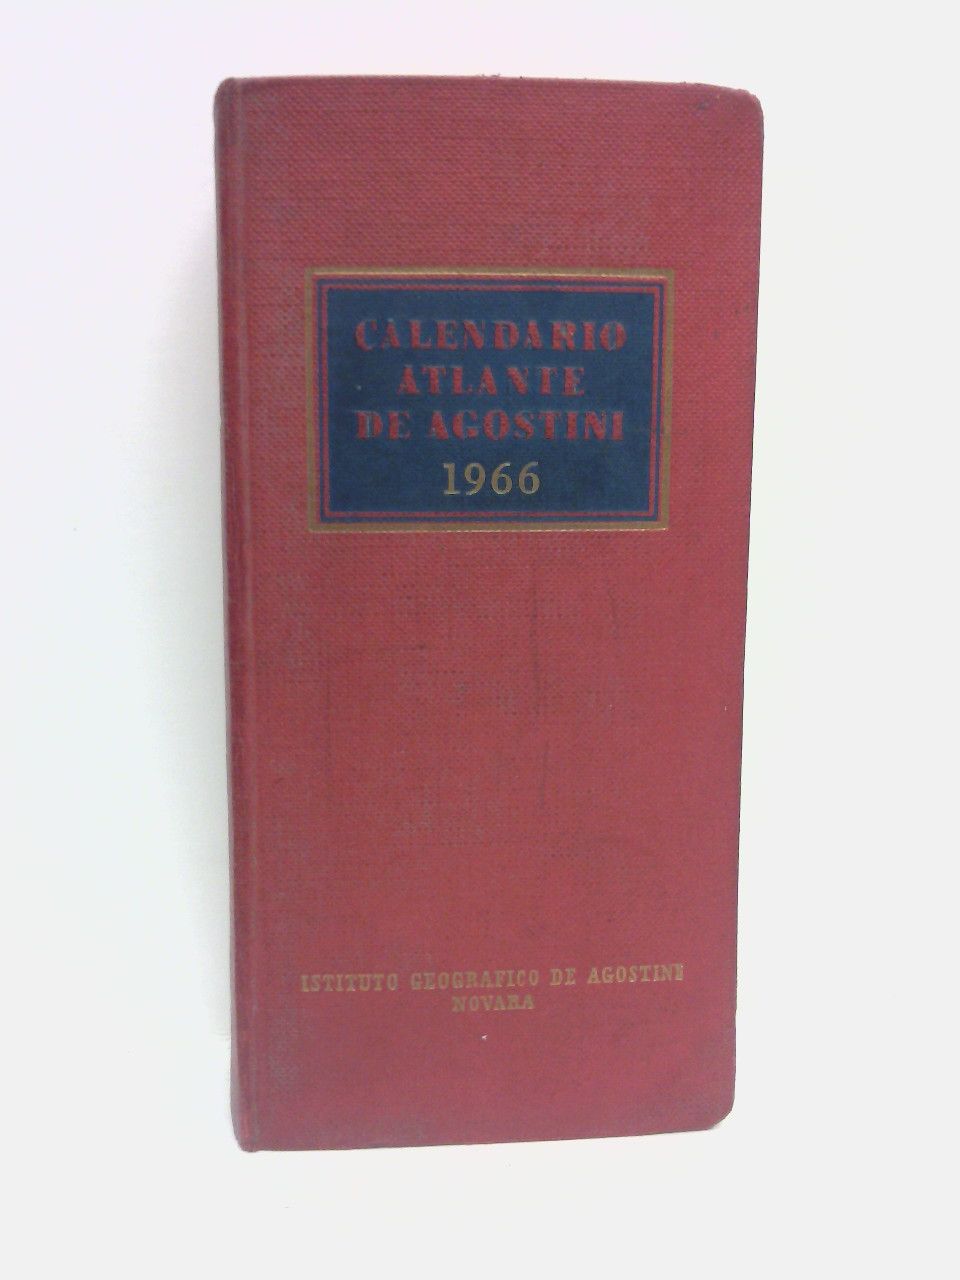 CALENDARIO
ATLANTE
DE AGOSTINI
1966
ISTITUTO GEOGRAFICO DE AGOSTINI
NOVARA